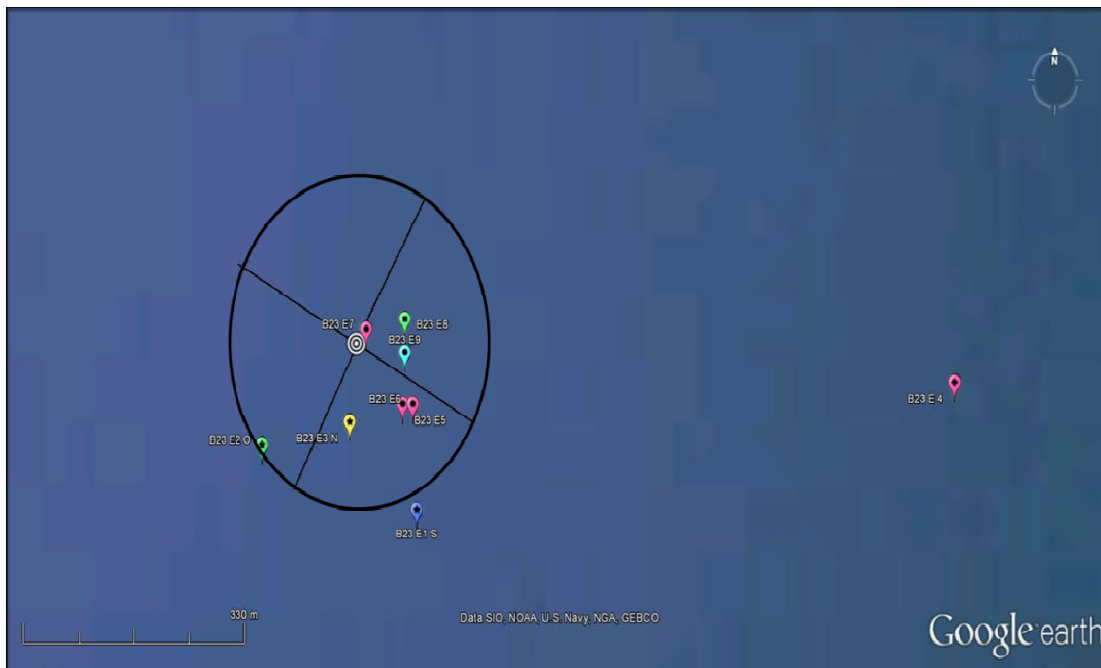 N
B23 E7
B23 E8
B23 E9
B23 E 4
B23 E6
B23 E5
B23 E3 N
B23 E2 O
B23 E1 S
330 m
Data SIO, NOAA, U.S. Navy, NGA, GEBCO
Google earth